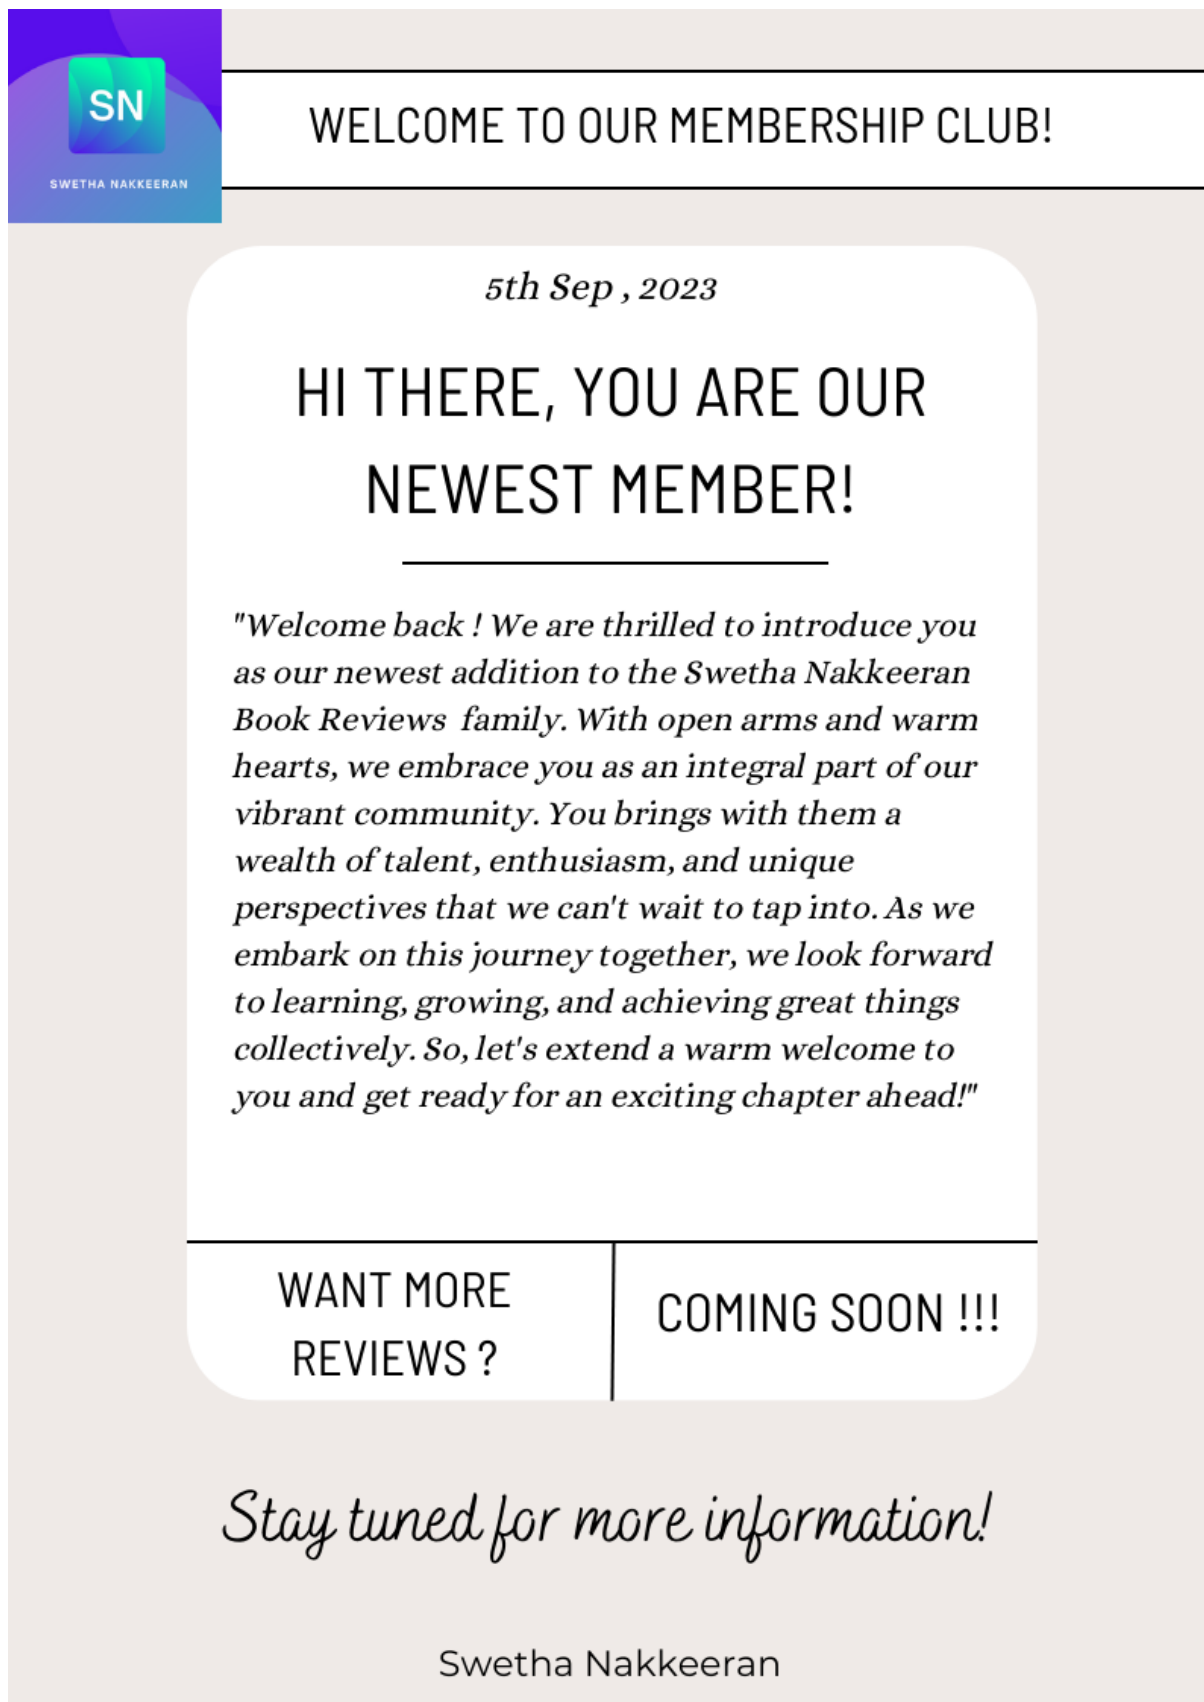 SN
SWETHA NAKKEERAN
WELCOME TO OUR MEMBERSHIP CLUB!
5th Sep , 2023
HI THERE, YOU ARE OUR
NEWEST MEMBER!
"Welcome back ! We are thrilled to introduce you
as our newest addition to the Swetha Nakkeeran
Book Reviews  family. With open arms and warm
hearts, we embrace you as an integral part of our
vibrant community. You brings with them a
wealth of talent, enthusiasm, and unique
perspectives that we can't wait to tap into. As we
embark on this journey together, we look forward
to learning, growing, and achieving great things
collectively. So, let's extend a warm welcome to
you and get ready for an exciting chapter ahead!"
WANT MORE
REVIEWS ?
COMING SOON !!!
Stay tuned for more information!
Swetha Nakkeeran